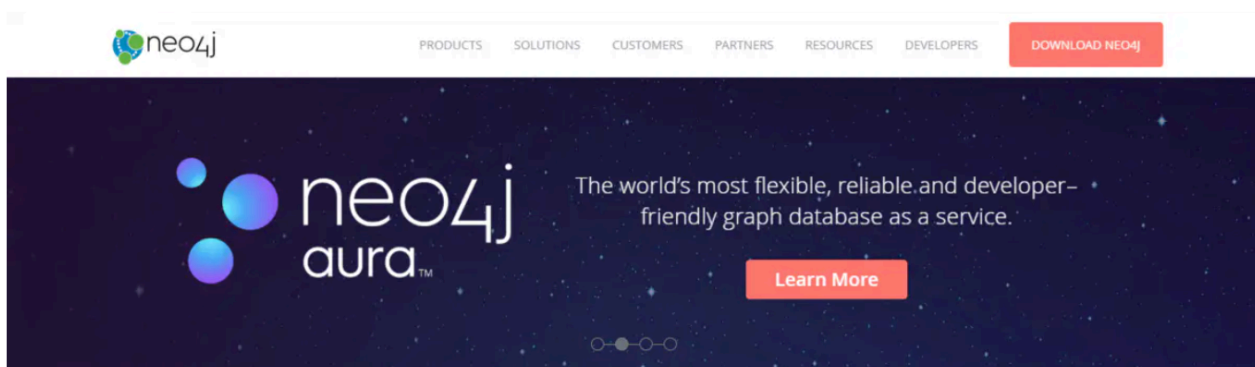 neo4j
PRODUCTS SOLUTIONS CUSTOMERS PARTNERS RESOURCES DEVELOPERS DOWNLOAD NEO4J
neo4j
aura™
The world's most flexible, reliable and developer–
friendly graph database as a service.
Learn More